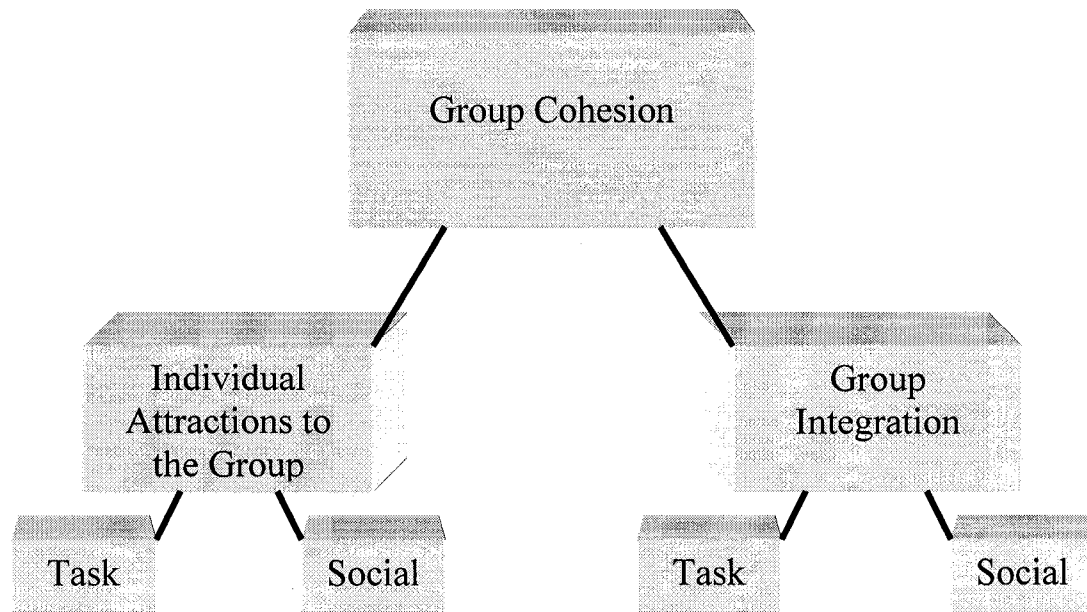 Group Cohesion
Individual
Attractions to
the Group
Group
Integration
Task
Social
Task
Social